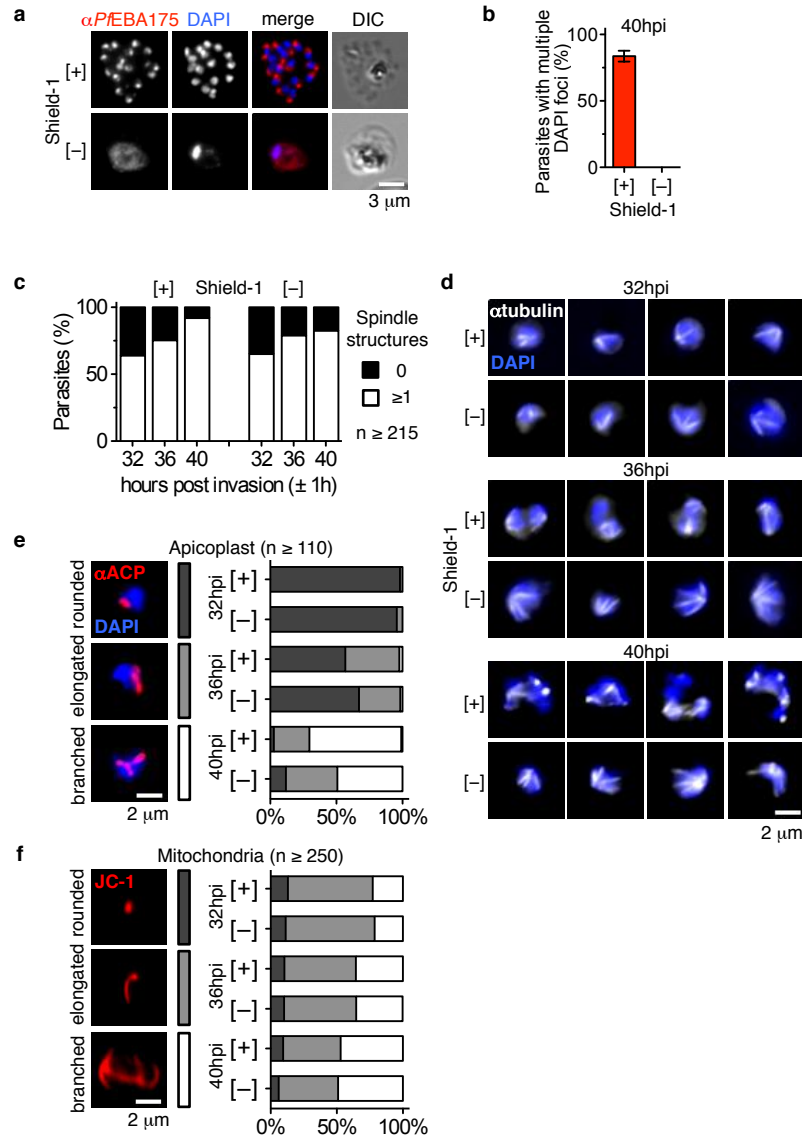 a
αPfEBA175 DAPI merge DIC
Shield-1
[+]
[–]
3 μm
b
40hpi
Parasites with multiple
DAPI foci (%)
100
75
50
0
[+] [–]
Shield-1
c
[+] Shield-1 [–]
Parasites (%)
100
50
0
32 36 40 32 36 40
hours post invasion (± 1h)
Spindle
structures
0
≥1
n ≥ 215
d
32hpi
αtubulin
DAPI
[+]
[–]
36hpi
[+]
Shield-1
[–]
40hpi
[+]
[–]
2 μm
e
Apicoplast (n ≥ 110)
αACP
DAPI
rounded
elongated
branched
2 μm
32hpi
[+]
[–]
36hpi
[+]
[–]
40hpi
[+]
[–]
0% 50% 100%
f
Mitochondria (n ≥ 250)
JC-1
rounded
elongated
branched
2 μm
32hpi
[+]
[–]
36hpi
[+]
[–]
40hpi
[+]
[–]
0% 50% 100%